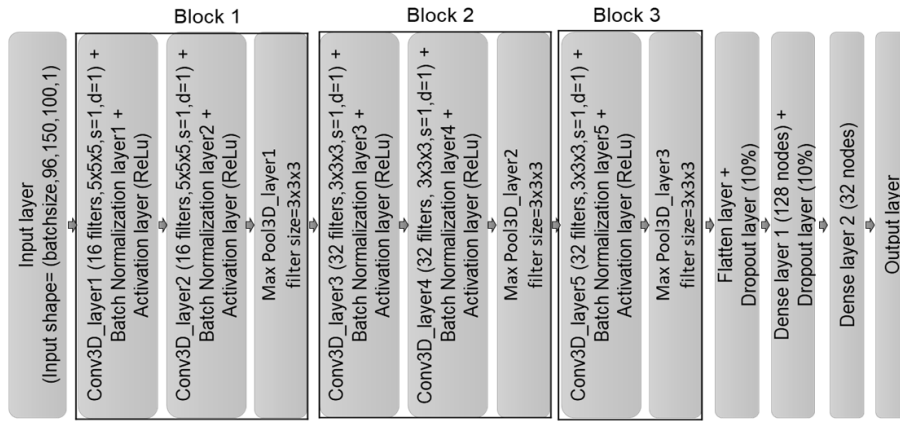 Block 1
Block 2
Block 3
Input layer
(Input shape= (batchsize,96,150,100,1)
Conv3D_layer1 (16 filters,5x5x5,s=1,d=1) +
Batch Normalization layer1 +
Activation layer (ReLu)
Conv3D_layer2 (16 filters,5x5x5,s=1,d=1) +
Batch Normalization layer2 +
Activation layer (ReLu)
Max Pool3D_layer1
filter size=3x3x3
Conv3D_layer3 (32 filters,3x3x3,s=1,d=1) +
Batch Normalization layer3 +
Activation layer (ReLu)
Conv3D_layer4 (32 filters, 3x3x3,s=1,d=1) +
Batch Normalization layer4 +
Activation layer (ReLu)
Max Pool3D_layer2
filter size=3x3x3
Conv3D_layer5 (32 filters,3x3x3,s=1,d=1) +
Batch Normalization layer5 +
Activation layer (ReLu)
Max Pool3D_layer3
filter size=3x3x3
Flatten layer +
Dropout layer (10%)
Dense layer 1 (128 nodes) +
Dropout layer (10%)
Dense layer 2 (32 nodes)
Output layer